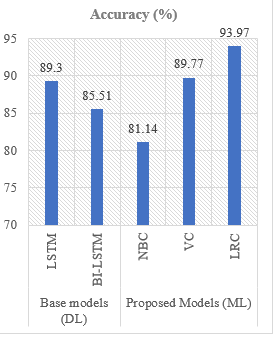 Accuracy (%)
95
90
85
80
75
70
89.3
85.51
81.14
89.77
93.97
LSTM
BI-LSTM
NBC
VC
LRC
Base models
(DL)
Proposed Models (ML)